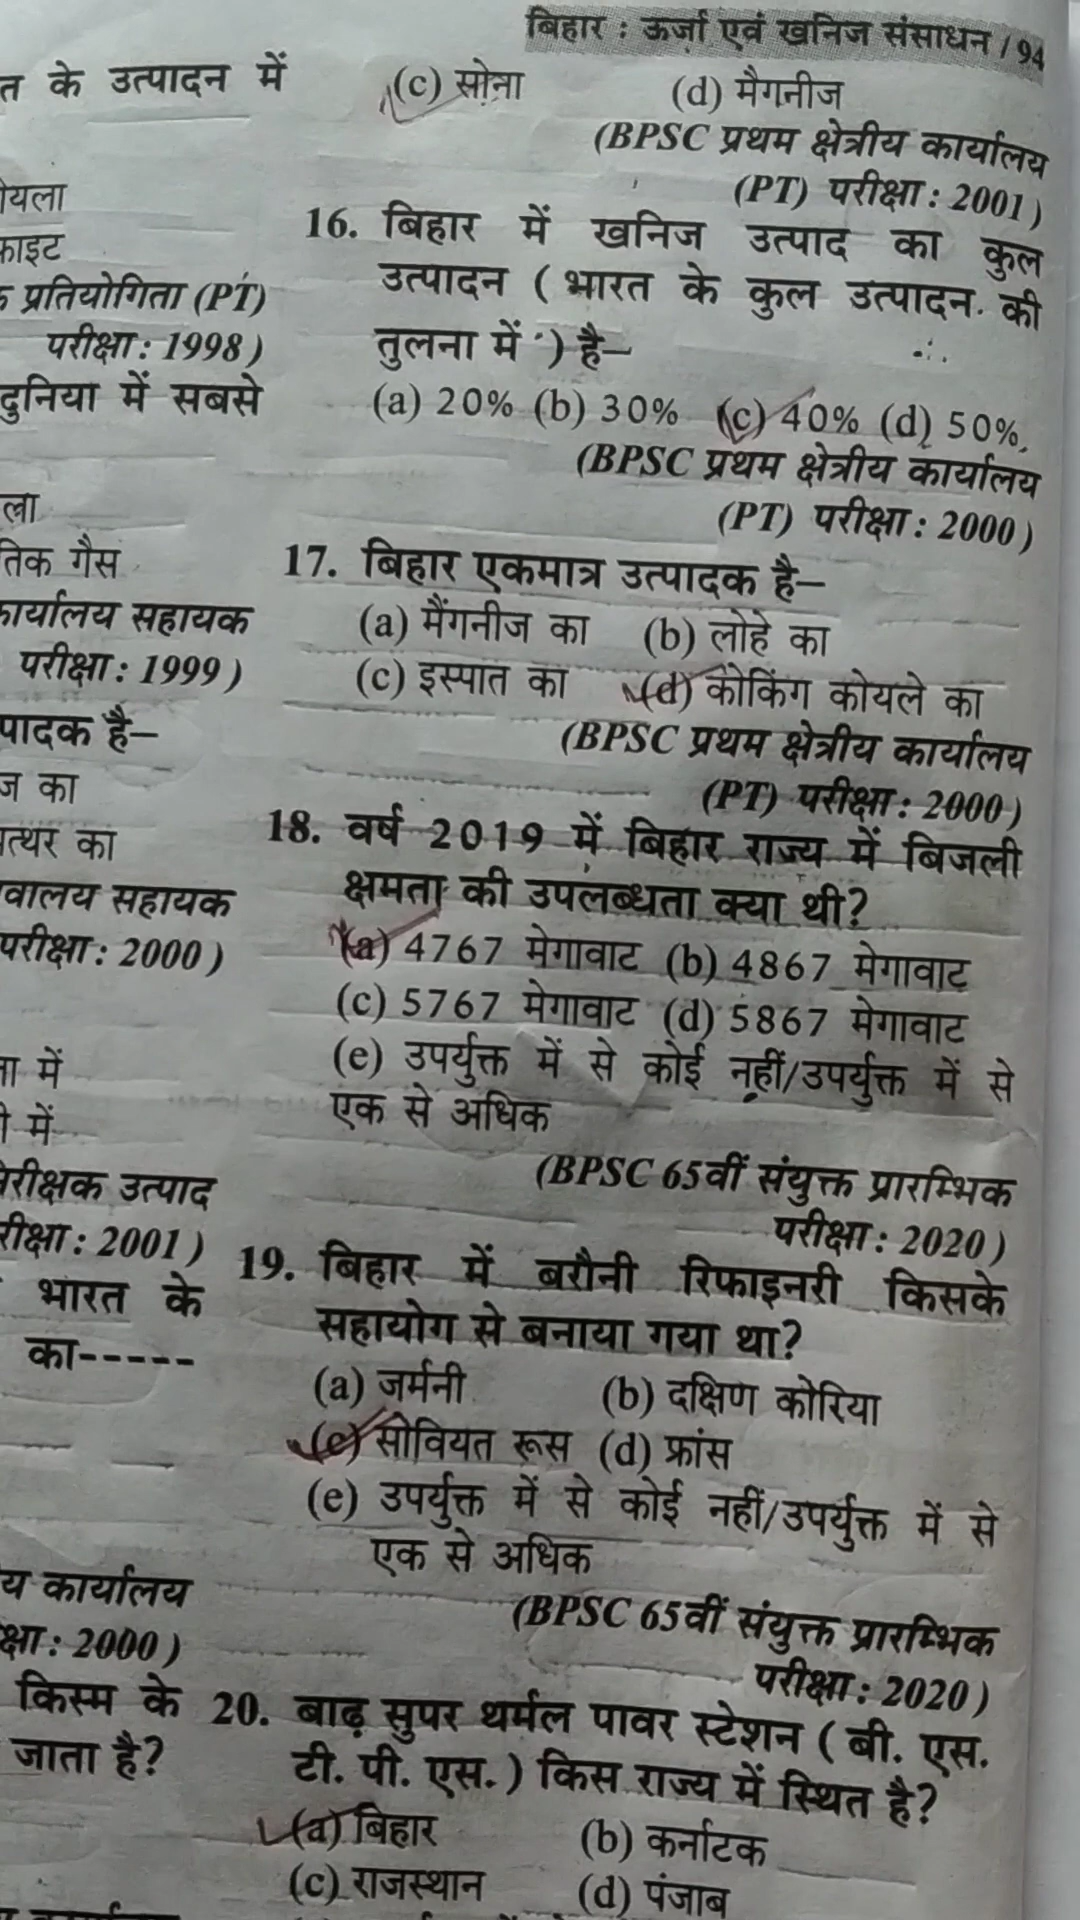 बिहार : ऊर्जा एवं खनिज संसाधन / 94
त के उत्पादन में
यला
फाइट
प्रतियोगिता (PT)
परीक्षा : 1998)
दुनिया में सबसे
ला
तिक गैस
कार्यालय सहायक
परीक्षा : 1999)
पादक है–
ज का
त्थर का
वालय सहायक
परीक्षा : 2000)
ना में
में
निरीक्षक उत्पाद
रीक्षा : 2001)
भारत के
का-----
य कार्यालय
क्षा : 2000)
किस्म के
जाता है?
(c) सोना (d) मैगनीज
(BPSC प्रथम क्षेत्रीय कार्यालय
(PT) परीक्षा : 2001)
16. बिहार में खनिज उत्पाद का कुल
उत्पादन (भारत के कुल उत्पादन की
तुलना में) है–
(a) 20% (b) 30% (c) 40% (d) 50%
(BPSC प्रथम क्षेत्रीय कार्यालय
(PT) परीक्षा : 2000)
17. बिहार एकमात्र उत्पादक है–
(a) मैंगनीज का (b) लोहे का
(c) इस्पात का (d) कोकिंग कोयले का
(BPSC प्रथम क्षेत्रीय कार्यालय
(PT) परीक्षा : 2000)
18. वर्ष 2019 में बिहार राज्य में बिजली
क्षमता की उपलब्धता क्या थी?
(a) 4767 मेगावाट (b) 4867 मेगावाट
(c) 5767 मेगावाट (d) 5867 मेगावाट
(e) उपर्युक्त में से कोई नहीं/उपर्युक्त में से
एक से अधिक
(BPSC 65वीं संयुक्त प्रारम्भिक
परीक्षा : 2020)
19. बिहार में बरौनी रिफाइनरी किसके
सहायोग से बनाया गया था?
(a) जर्मनी (b) दक्षिण कोरिया
(c) सोवियत रूस (d) फ्रांस
(e) उपर्युक्त में से कोई नहीं/उपर्युक्त में से
एक से अधिक
(BPSC 65वीं संयुक्त प्रारम्भिक
परीक्षा : 2020)
20. बाढ़ सुपर थर्मल पावर स्टेशन (बी. एस.
टी. पी. एस.) किस राज्य में स्थित है?
(a) बिहार (b) कर्नाटक
(c) राजस्थान (d) पंजाब